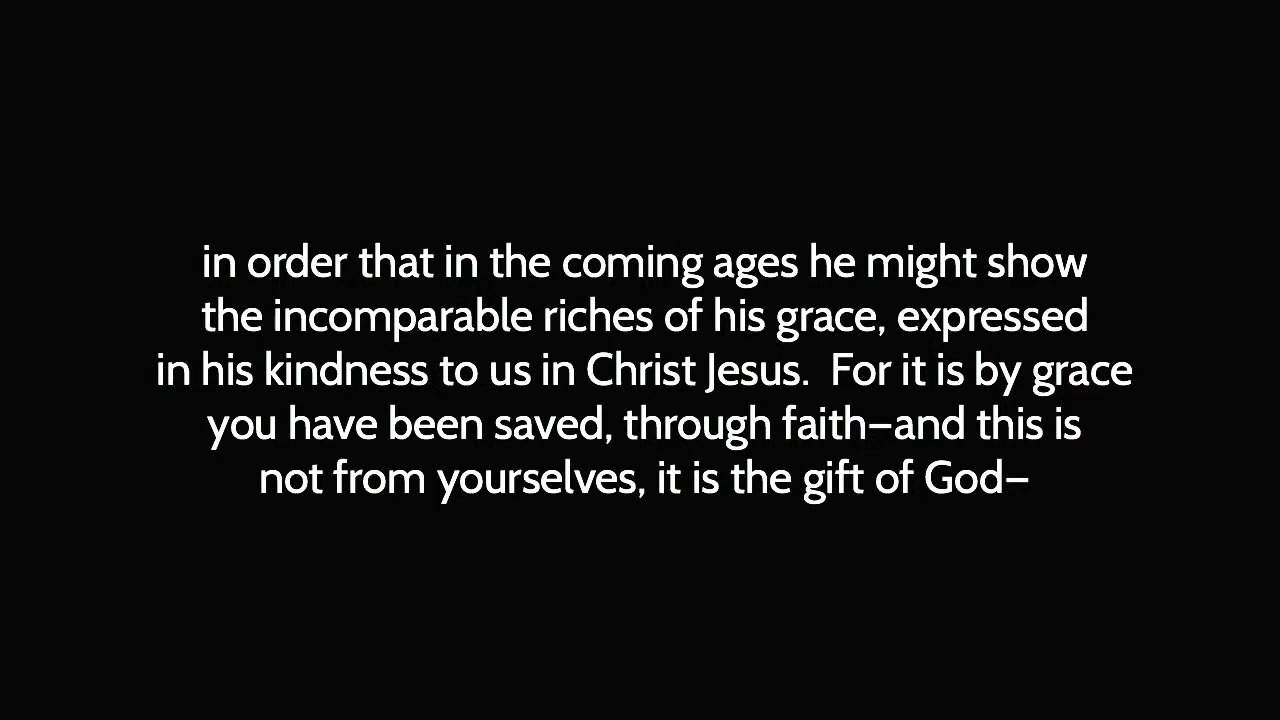 in order that in the coming ages he might show
the incomparable riches of his grace, expressed
in his kindness to us in Christ Jesus.  For it is by grace
you have been saved, through faith—and this is
not from yourselves, it is the gift of God—